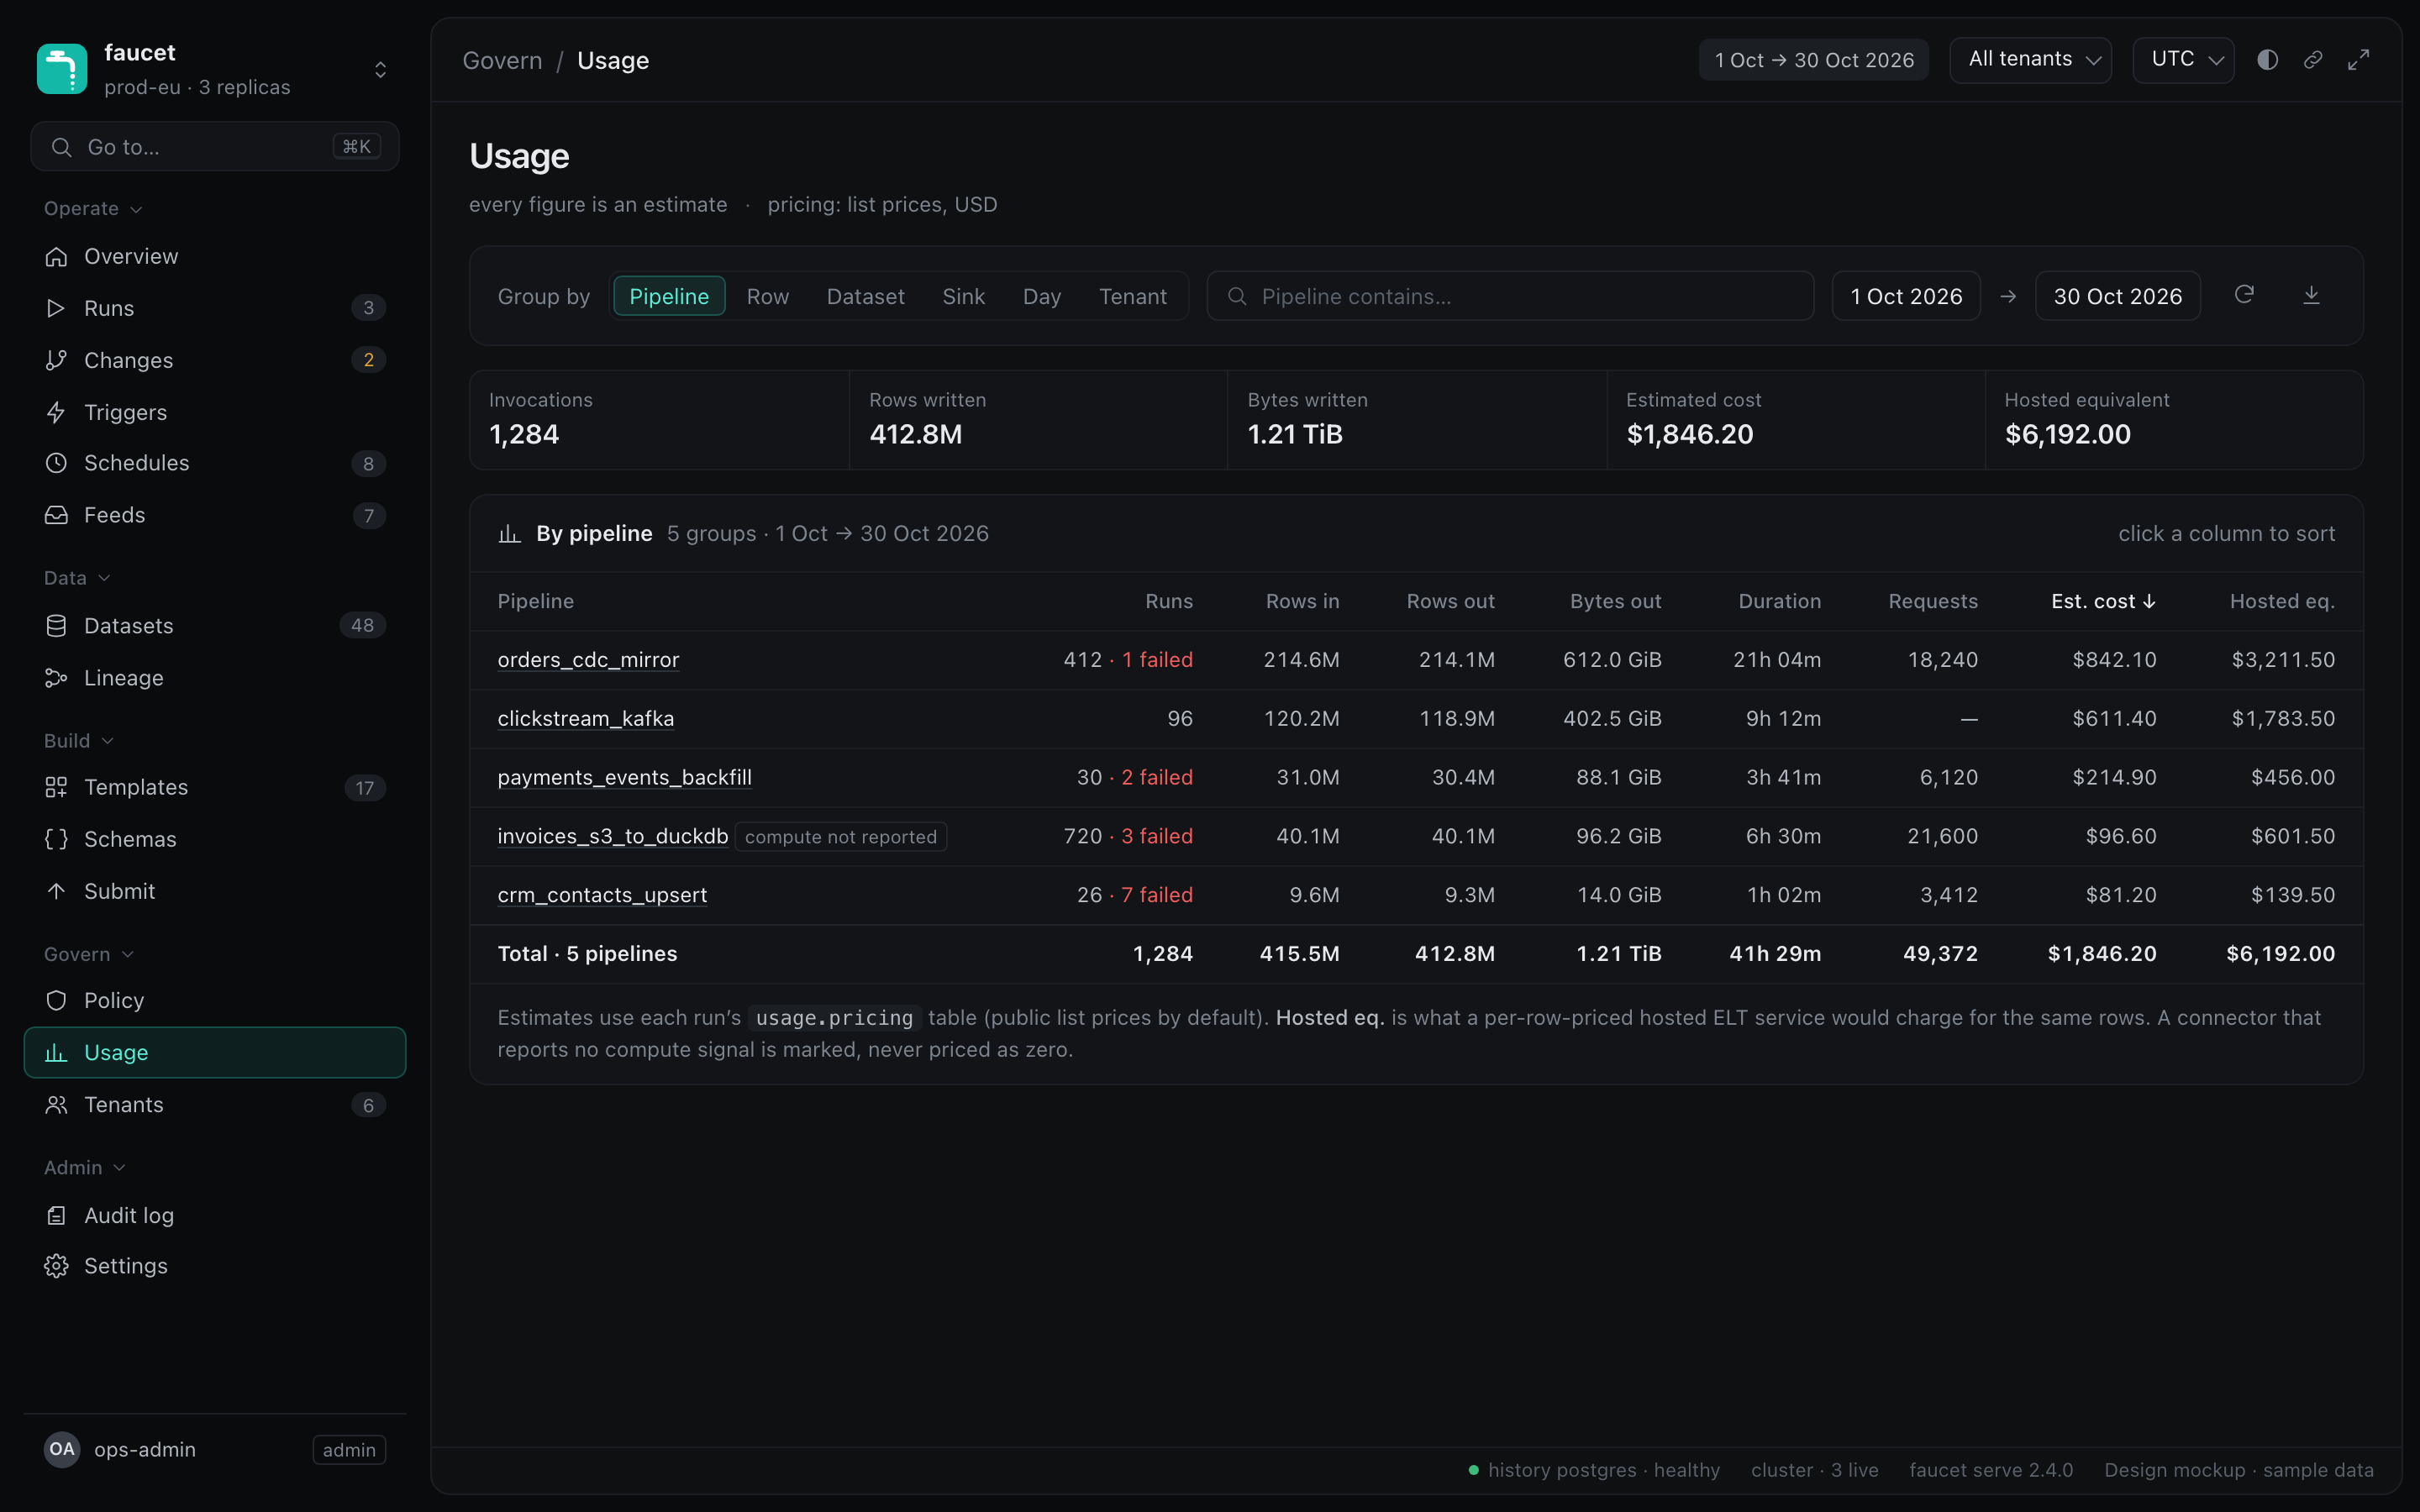 faucet
prod-eu · 3 replicas
Go to...
⌘K
Operate
Overview
Runs 3
Changes 2
Triggers
Schedules 8
Feeds 7
Data
Datasets 48
Lineage
Build
Templates 17
Schemas
Submit
Govern
Policy
Usage
Tenants 6
Admin
Audit log
Settings
OA ops-admin admin
Govern / Usage
1 Oct → 30 Oct 2026
All tenants
UTC
Usage
every figure is an estimate · pricing: list prices, USD
Group by Pipeline Row Dataset Sink Day Tenant
Pipeline contains...
1 Oct 2026 → 30 Oct 2026
Invocations
1,284
Rows written
412.8M
Bytes written
1.21 TiB
Estimated cost
$1,846.20
Hosted equivalent
$6,192.00
By pipeline 5 groups · 1 Oct → 30 Oct 2026
click a column to sort
Pipeline Runs Rows in Rows out Bytes out Duration Requests Est. cost ↓ Hosted eq.
orders_cdc_mirror 412 · 1 failed 214.6M 214.1M 612.0 GiB 21h 04m 18,240 $842.10 $3,211.50
clickstream_kafka 96 120.2M 118.9M 402.5 GiB 9h 12m — $611.40 $1,783.50
payments_events_backfill 30 · 2 failed 31.0M 30.4M 88.1 GiB 3h 41m 6,120 $214.90 $456.00
invoices_s3_to_duckdb compute not reported 720 · 3 failed 40.1M 40.1M 96.2 GiB 6h 30m 21,600 $96.60 $601.50
crm_contacts_upsert 26 · 7 failed 9.6M 9.3M 14.0 GiB 1h 02m 3,412 $81.20 $139.50
Total · 5 pipelines 1,284 415.5M 412.8M 1.21 TiB 41h 29m 49,372 $1,846.20 $6,192.00
Estimates use each run’s usage.pricing table (public list prices by default). Hosted eq. is what a per-row-priced hosted ELT service would charge for the same rows. A connector that
reports no compute signal is marked, never priced as zero.
history postgres · healthy cluster · 3 live faucet serve 2.4.0 Design mockup · sample data